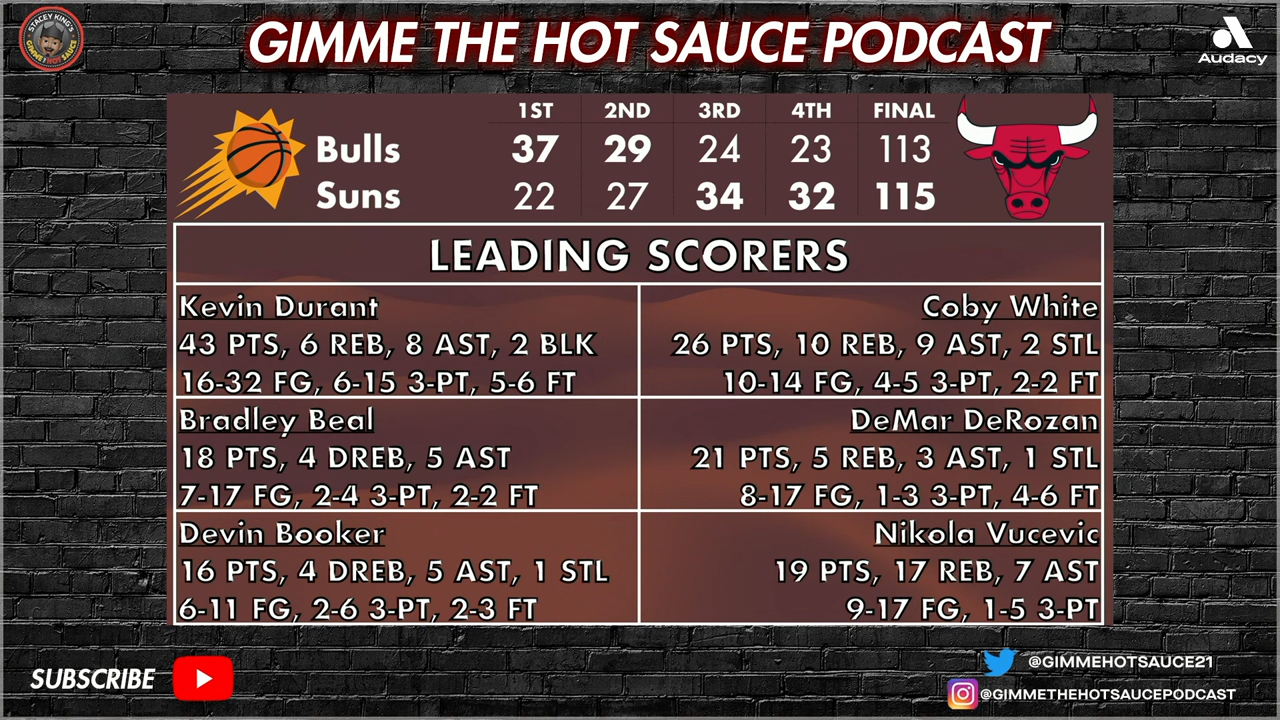 STACEY KING'S
GIMME THE HOT SAUCE
GIMME THE HOT SAUCE PODCAST
Audacy
1ST 2ND 3RD 4TH FINAL
Bulls 37 29 24 23 113
Suns 22 27 34 32 115
LEADING SCORERS
Kevin Durant
43 PTS, 6 REB, 8 AST, 2 BLK
16-32 FG, 6-15 3-PT, 5-6 FT
Coby White
26 PTS, 10 REB, 9 AST, 2 STL
10-14 FG, 4-5 3-PT, 2-2 FT
Bradley Beal
18 PTS, 4 DREB, 5 AST
7-17 FG, 2-4 3-PT, 2-2 FT
DeMar DeRozan
21 PTS, 5 REB, 3 AST, 1 STL
8-17 FG, 1-3 3-PT, 4-6 FT
Devin Booker
16 PTS, 4 DREB, 5 AST, 1 STL
6-11 FG, 2-6 3-PT, 2-3 FT
Nikola Vucevic
19 PTS, 17 REB, 7 AST
9-17 FG, 1-5 3-PT
SUBSCRIBE
@GIMMEHOTSAUCE21
@GIMMETHEHOTSAUCEPODCAST